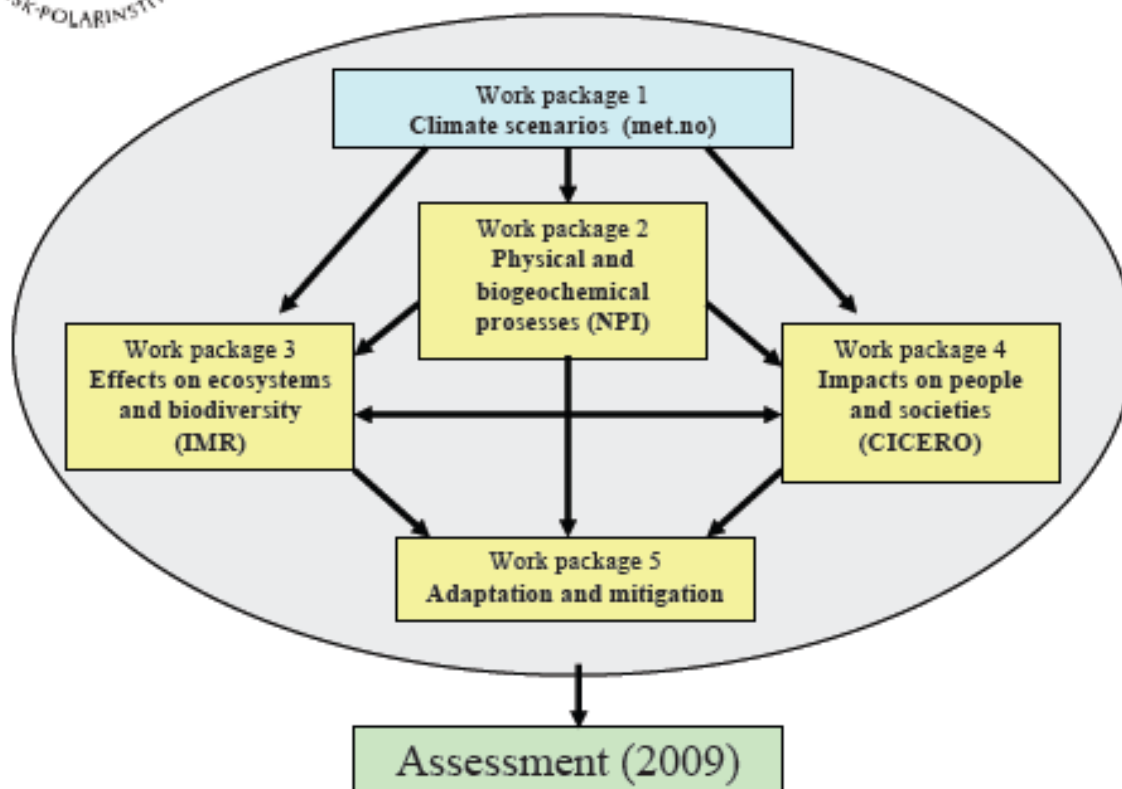 SK-POLARINSTI
Work package 1
Climate scenarios (met.no)
Work package 2
Physical and
biogeochemical
prosesses (NPI)
Work package 3
Effects on ecosystems
and biodiversity
(IMR)
Work package 4
Impacts on people
and societies
(CICERO)
Work package 5
Adaptation and mitigation
Assessment (2009)